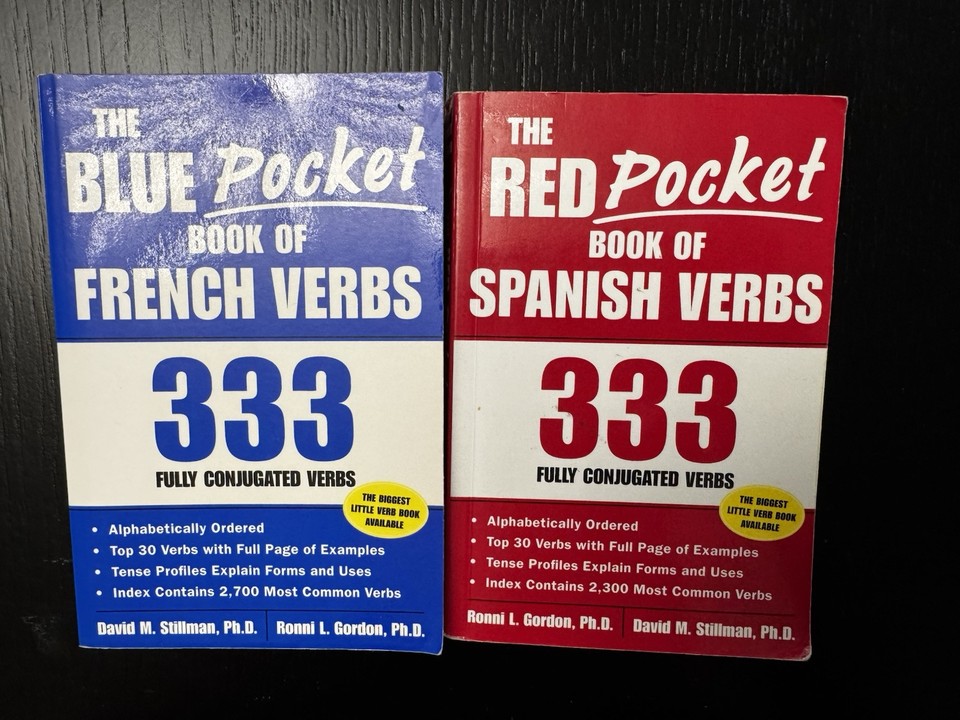 THE
BLUE Pocket
BOOK OF
FRENCH VERBS
333
FULLY CONJUGATED VERBS
THE BIGGEST
LITTLE VERB BOOK
AVAILABLE
• Alphabetically Ordered
• Top 30 Verbs with Full Page of Examples
• Tense Profiles Explain Forms and Uses
• Index Contains 2,700 Most Common Verbs
David M. Stillman, Ph.D. Ronni L. Gordon, Ph.D.
THE
RED Pocket
BOOK OF
SPANISH VERBS
333
FULLY CONJUGATED VERBS
THE BIGGEST
LITTLE VERB BOOK
AVAILABLE
• Alphabetically Ordered
• Top 30 Verbs with Full Page of Examples
• Tense Profiles Explain Forms and Uses
• Index Contains 2,300 Most Common Verbs
Ronni L. Gordon, Ph.D. David M. Stillman, Ph.D.